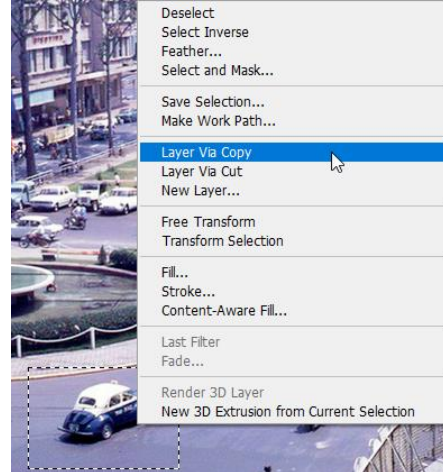 Deselect
Select Inverse
Feather...
Select and Mask...
Save Selection...
Make Work Path...
Layer Via Copy
Layer Via Cut
New Layer...
Free Transform
Transform Selection
Fill...
Stroke...
Content-Aware Fill...
Last Filter
Fade...
Render 3D Layer
New 3D Extrusion from Current Selection